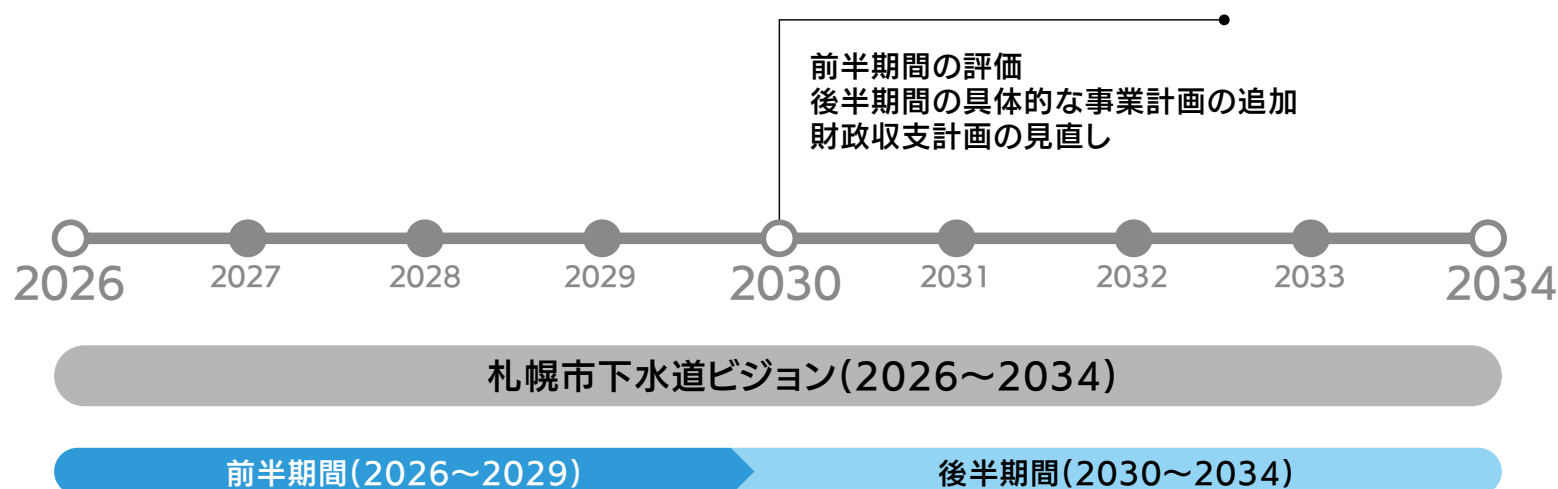 前半期間の評価
後半期間の具体的な事業計画の追加
財政収支計画の見直し
2026 2027 2028 2029 2030 2031 2032 2033 2034
札幌市下水道ビジョン(2026～2034)
前半期間(2026～2029) 後半期間(2030～2034)